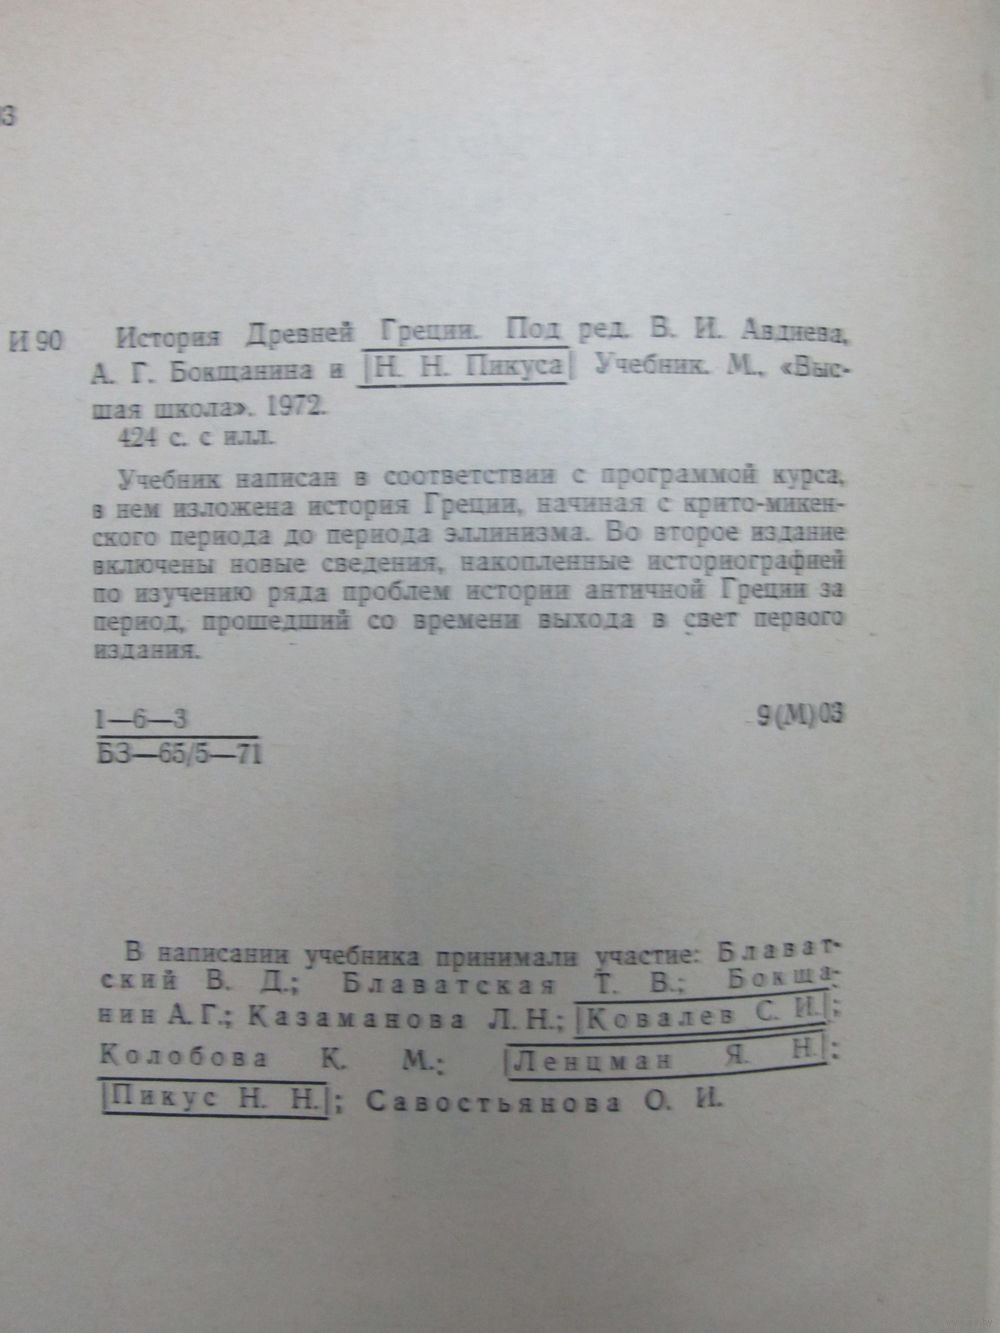 3
И 90 История Древней Греции. Под ред. В. И. Авдиева,
А. Г. Бокщанина и Н. Н. Пикуса Учебник. М., «Выс-
шая школа». 1972.
424 с. с илл.
Учебник написан в соответствии с программой курса,
в нем изложена история Греции, начиная с крито-микен-
ского периода до периода эллинизма. Во второе издание
включены новые сведения, накопленные историографией
по изучению ряда проблем истории античной Греции за
период, прошедший со времени выхода в свет первого
издания.
1—6—3 9(М)03
БЗ—65/5—71
В написании учебника принимали участие: Блават-
ский В. Д.; Блаватская Т. В.; Бокща-
нин А. Г.; Казаманова Л. Н.; Ковалев С. И.;
Колобова К. М.; Ленцман Я. Н.;
Пикус Н. Н.; Савостьянова О. И.